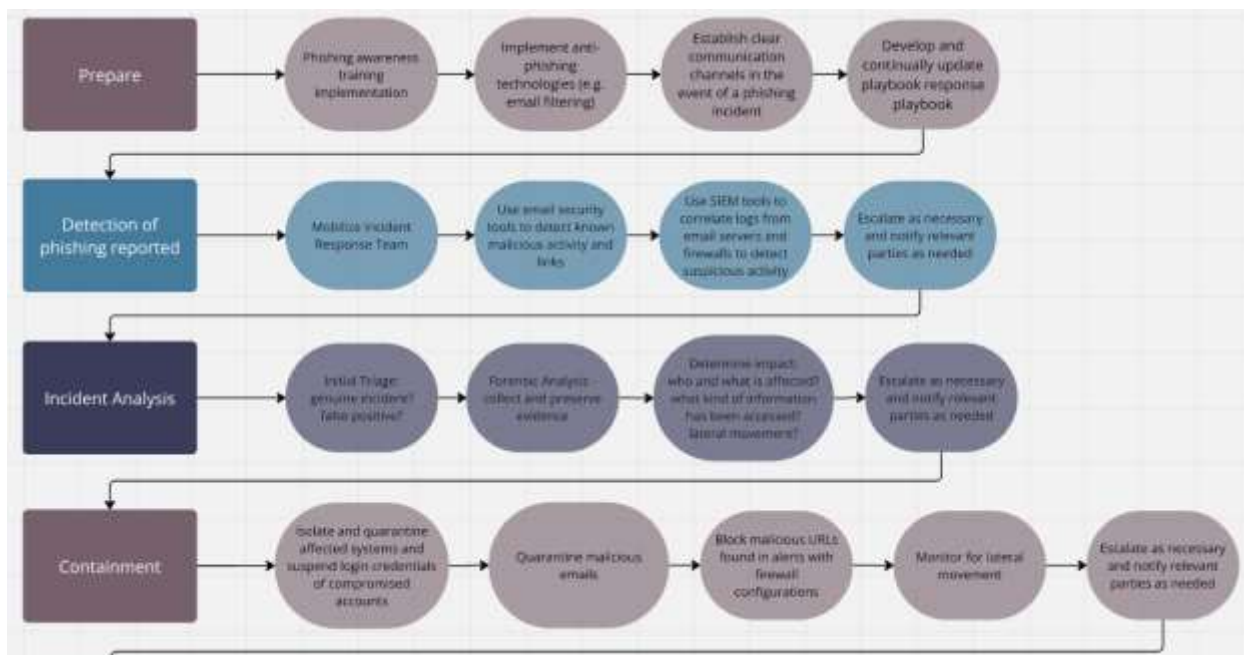 Prepare
Phishing awareness
training
implementation
Implement anti-
phishing
technologies (e.g.
email filtering)
Establish clear
communication
channels in the
event of a phishing
incident
Develop and
continually update
playbook response
playbook
Detection of
phishing reported
Mobilize Incident
Response Team
Use email security
tools to detect known
malicious activity and
links
Use SIEM tools to
correlate logs from
email servers and
firewalls to detect
suspicious activity
Escalate as necessary
and notify relevant
parties as needed
Incident Analysis
Initial Triage:
genuine incident?
false positive?
Forensic Analysis
collect and preserve
evidence
Determine impact:
who and what is affected?
what kind of information
has been accessed?
lateral movement?
Escalate as necessary
and notify relevant
parties as needed
Containment
Isolate and quarantine
affected systems and
suspend login credentials
of compromised
accounts
Quarantine malicious
emails
Block malicious URLs
found in alerts with
firewall
configurations
Monitor for lateral
movement
Escalate as necessary
and notify relevant
parties as needed